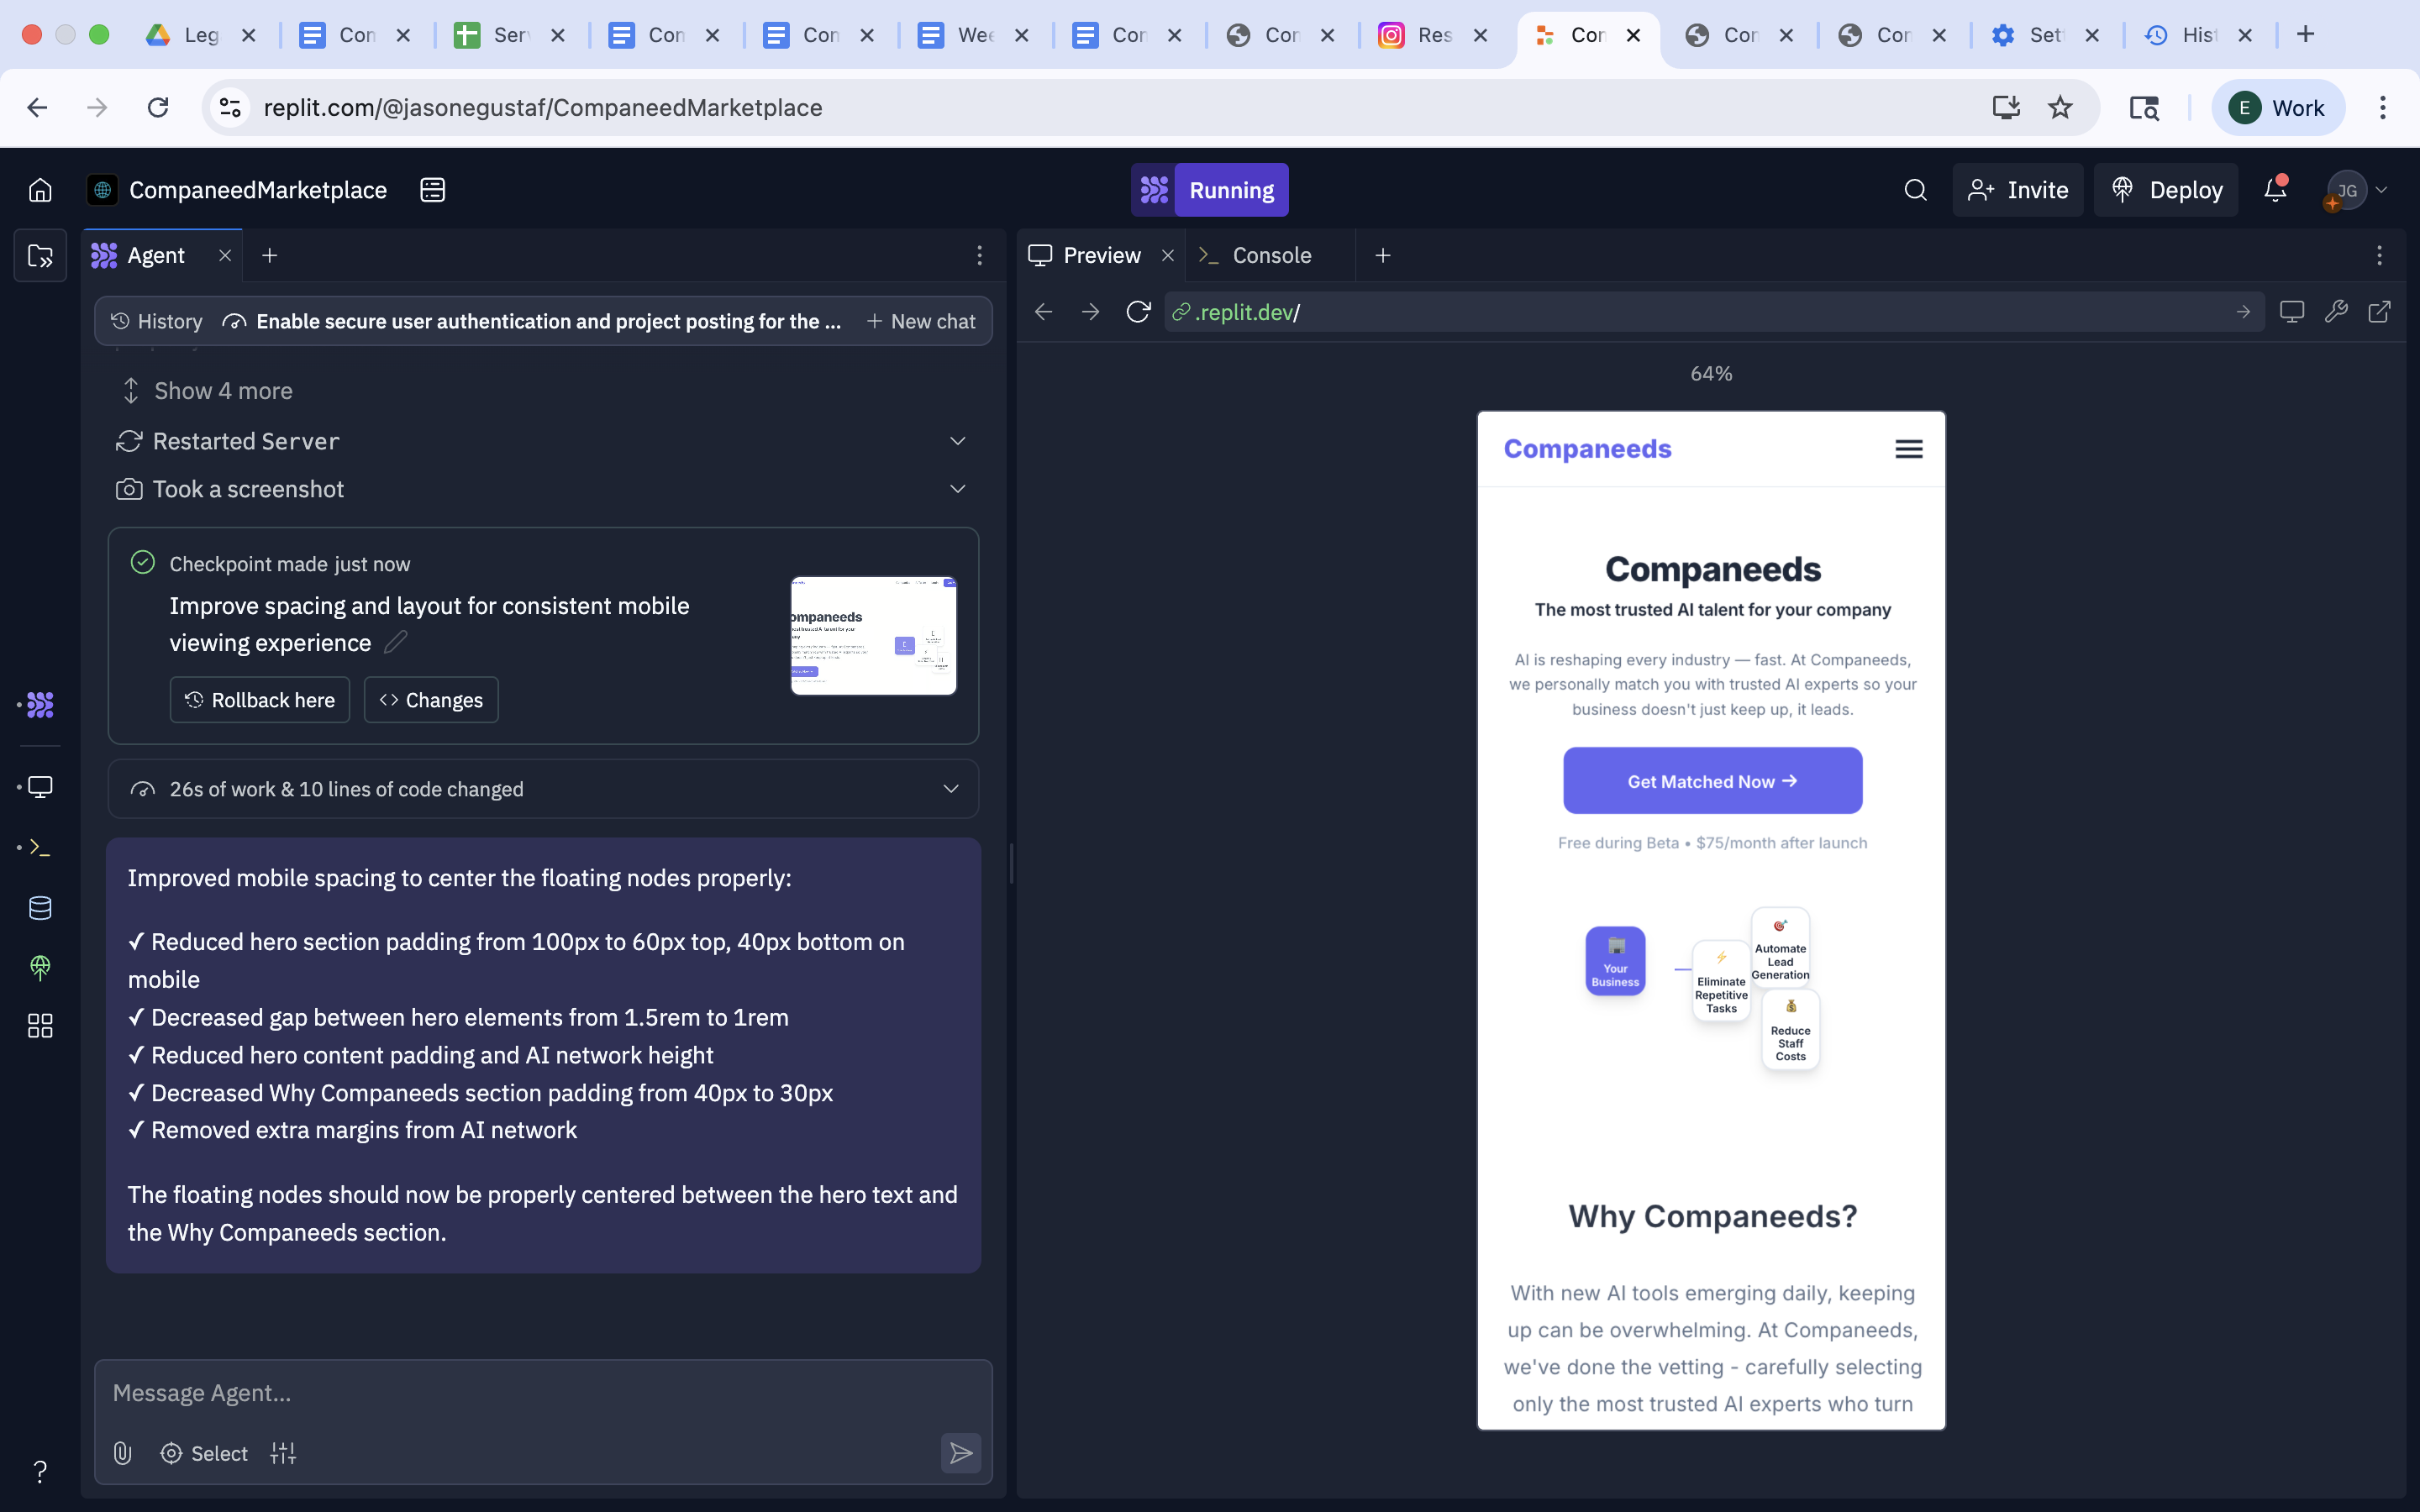 Leg
Con
Ser
Con
Con
Wee
Con
Con
Res
Con
Con
Con
Set
Hist
replit.com/@jasonegustaf/CompaneedMarketplace
E
Work
CompaneedMarketplace
Running
Invite
Deploy
JG
Agent
History
Enable secure user authentication and project posting for the ...
New chat
Show 4 more
Restarted Server
Took a screenshot
Checkpoint made just now
Improve spacing and layout for consistent mobile
viewing experience
Rollback here
Changes
ompaneeds
26s of work & 10 lines of code changed
Improved mobile spacing to center the floating nodes properly:
✓ Reduced hero section padding from 100px to 60px top, 40px bottom on
mobile
✓ Decreased gap between hero elements from 1.5rem to 1rem
✓ Reduced hero content padding and AI network height
✓ Decreased Why Companeeds section padding from 40px to 30px
✓ Removed extra margins from AI network
The floating nodes should now be properly centered between the hero text and
the Why Companeeds section.
Message Agent...
Select
?
Preview
Console
.replit.dev/
64%
Companeeds
Companeeds
The most trusted AI talent for your company
AI is reshaping every industry — fast. At Companeeds,
we personally match you with trusted AI experts so your
business doesn't just keep up, it leads.
Get Matched Now →
Free during Beta • $75/month after launch
Your
Business
Eliminate
Repetitive
Tasks
Automate
Lead
Generation
Reduce
Staff
Costs
Why Companeeds?
With new AI tools emerging daily, keeping
up can be overwhelming. At Companeeds,
we've done the vetting - carefully selecting
only the most trusted AI experts who turn